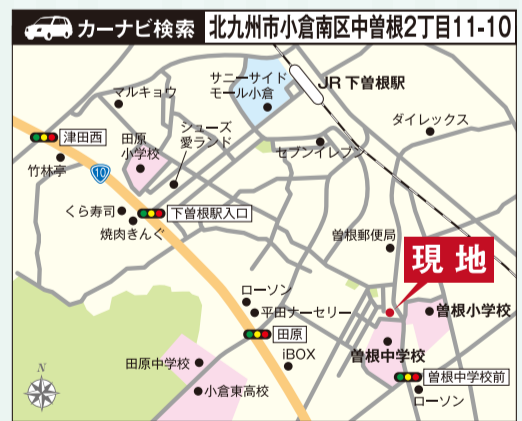 カーナビ検索 北九州市小倉南区中曽根2丁目11-10
サニーサイド
モール小倉
JR 下曽根駅
マルキョウ
ダイレックス
シューズ
愛ランド
津田西
田原
小学校
セブンイレブン
竹林亭
10
くら寿司
下曽根駅入口
焼肉きんぐ
曽根郵便局
現地
ローソン
平田ナーセリー
曽根小学校
田原
曽根中学校
iBOX
田原中学校
曽根中学校前
小倉東高校
ローソン
N